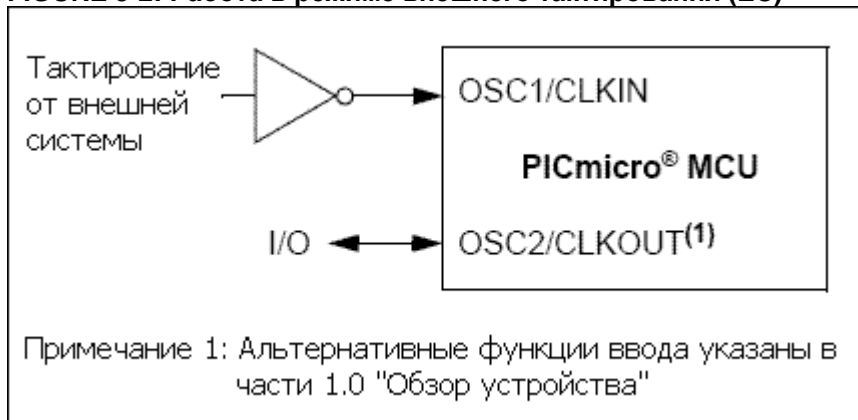 Тактирование
от внешней
системы
OSC1/CLKIN
PICmicro® MCU
I/O
OSC2/CLKOUT(1)
Примечание 1: Альтернативные функции ввода указаны в
части 1.0 "Обзор устройства"